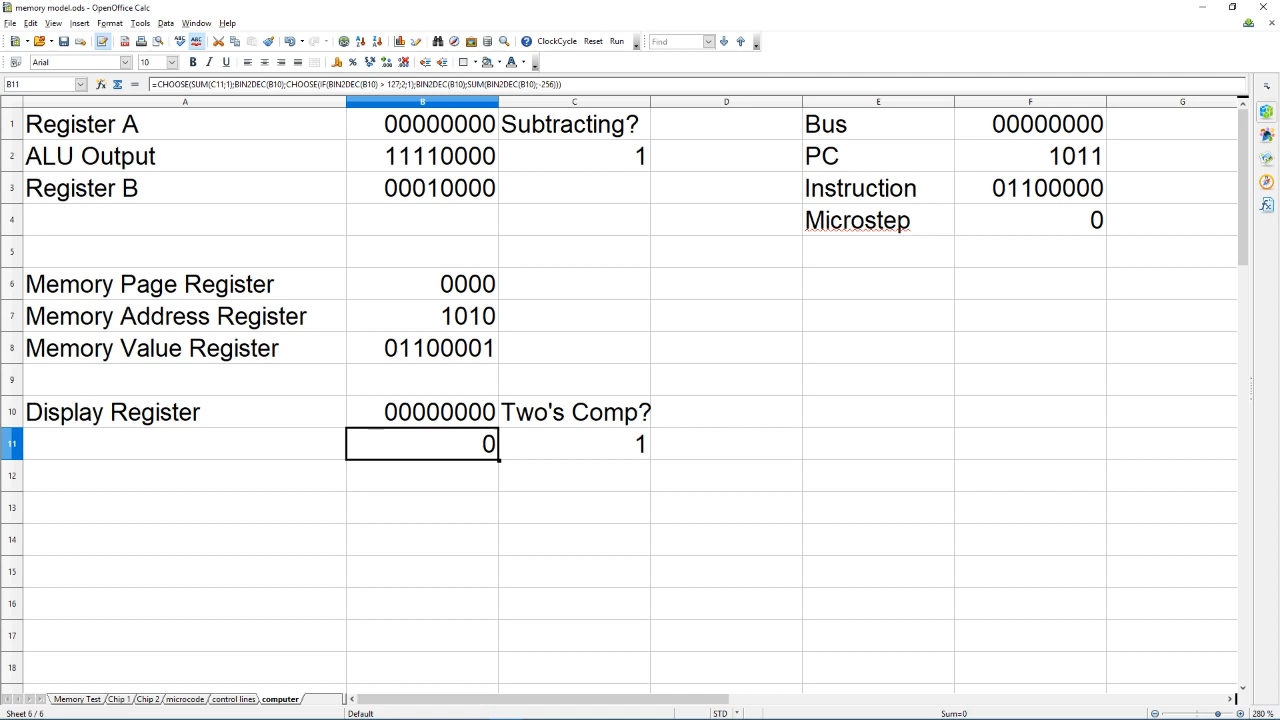 memory model.ods - OpenOffice Calc
File Edit View Insert Format Tools Data Window Help
ClockCycle Reset Run Find
Arial 10
B11 =CHOOSE(SUM(C11;1);BIN2DEC(B10);CHOOSE(IF(BIN2DEC(B10) > 127;2;1);BIN2DEC(B10);SUM(BIN2DEC(B10);-256)))
A B C D E F G
1 Register A 00000000 Subtracting? Bus 00000000
2 ALU Output 11110000 1 PC 1011
3 Register B 00010000 Instruction 01100000
4 Microstep 0
5
6 Memory Page Register 0000
7 Memory Address Register 1010
8 Memory Value Register 01100001
9
10 Display Register 00000000 Two's Comp?
11 0 1
12
13
14
15
16
17
18
Memory Test Chip 1 Chip 2 microcode control lines computer
Sheet 6 / 6 Default STD Sum=0 280 %